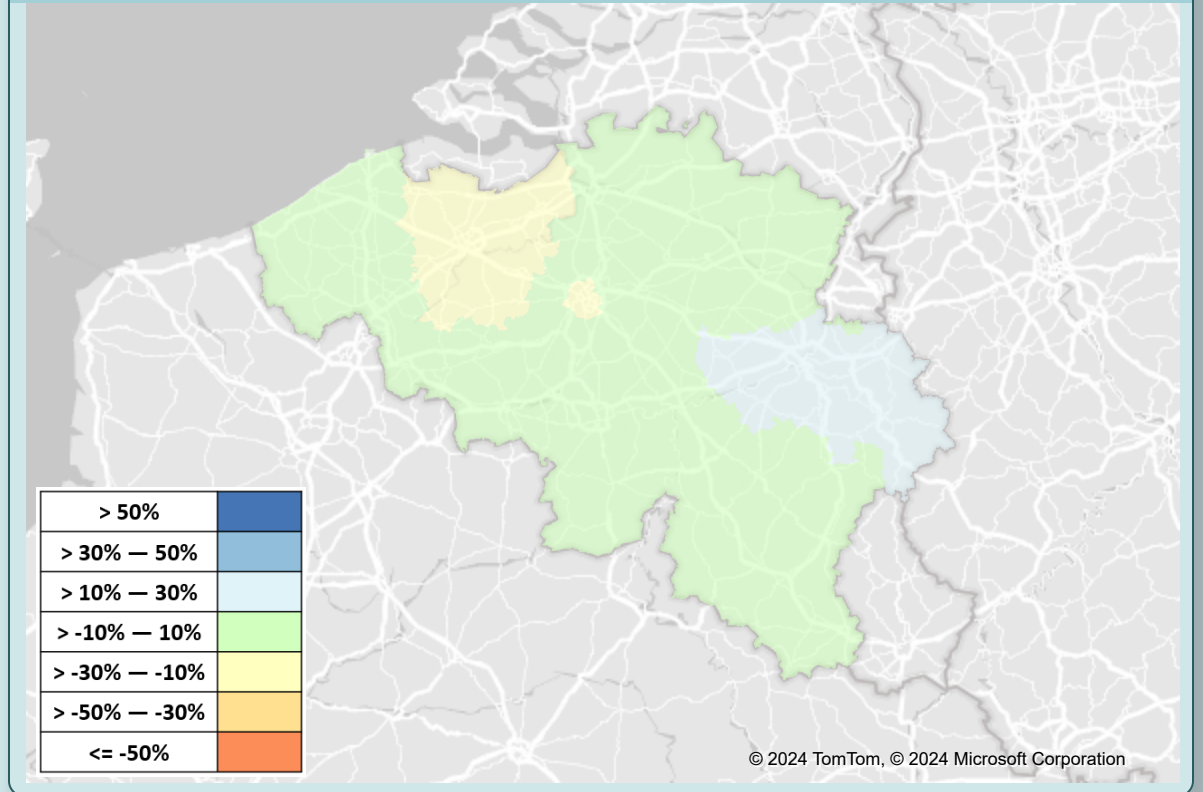 > 50%
> 30% — 50%
> 10% — 30%
> -10% — 10%
> -30% — -10%
> -50% — -30%
<= -50%
© 2024 TomTom, © 2024 Microsoft Corporation